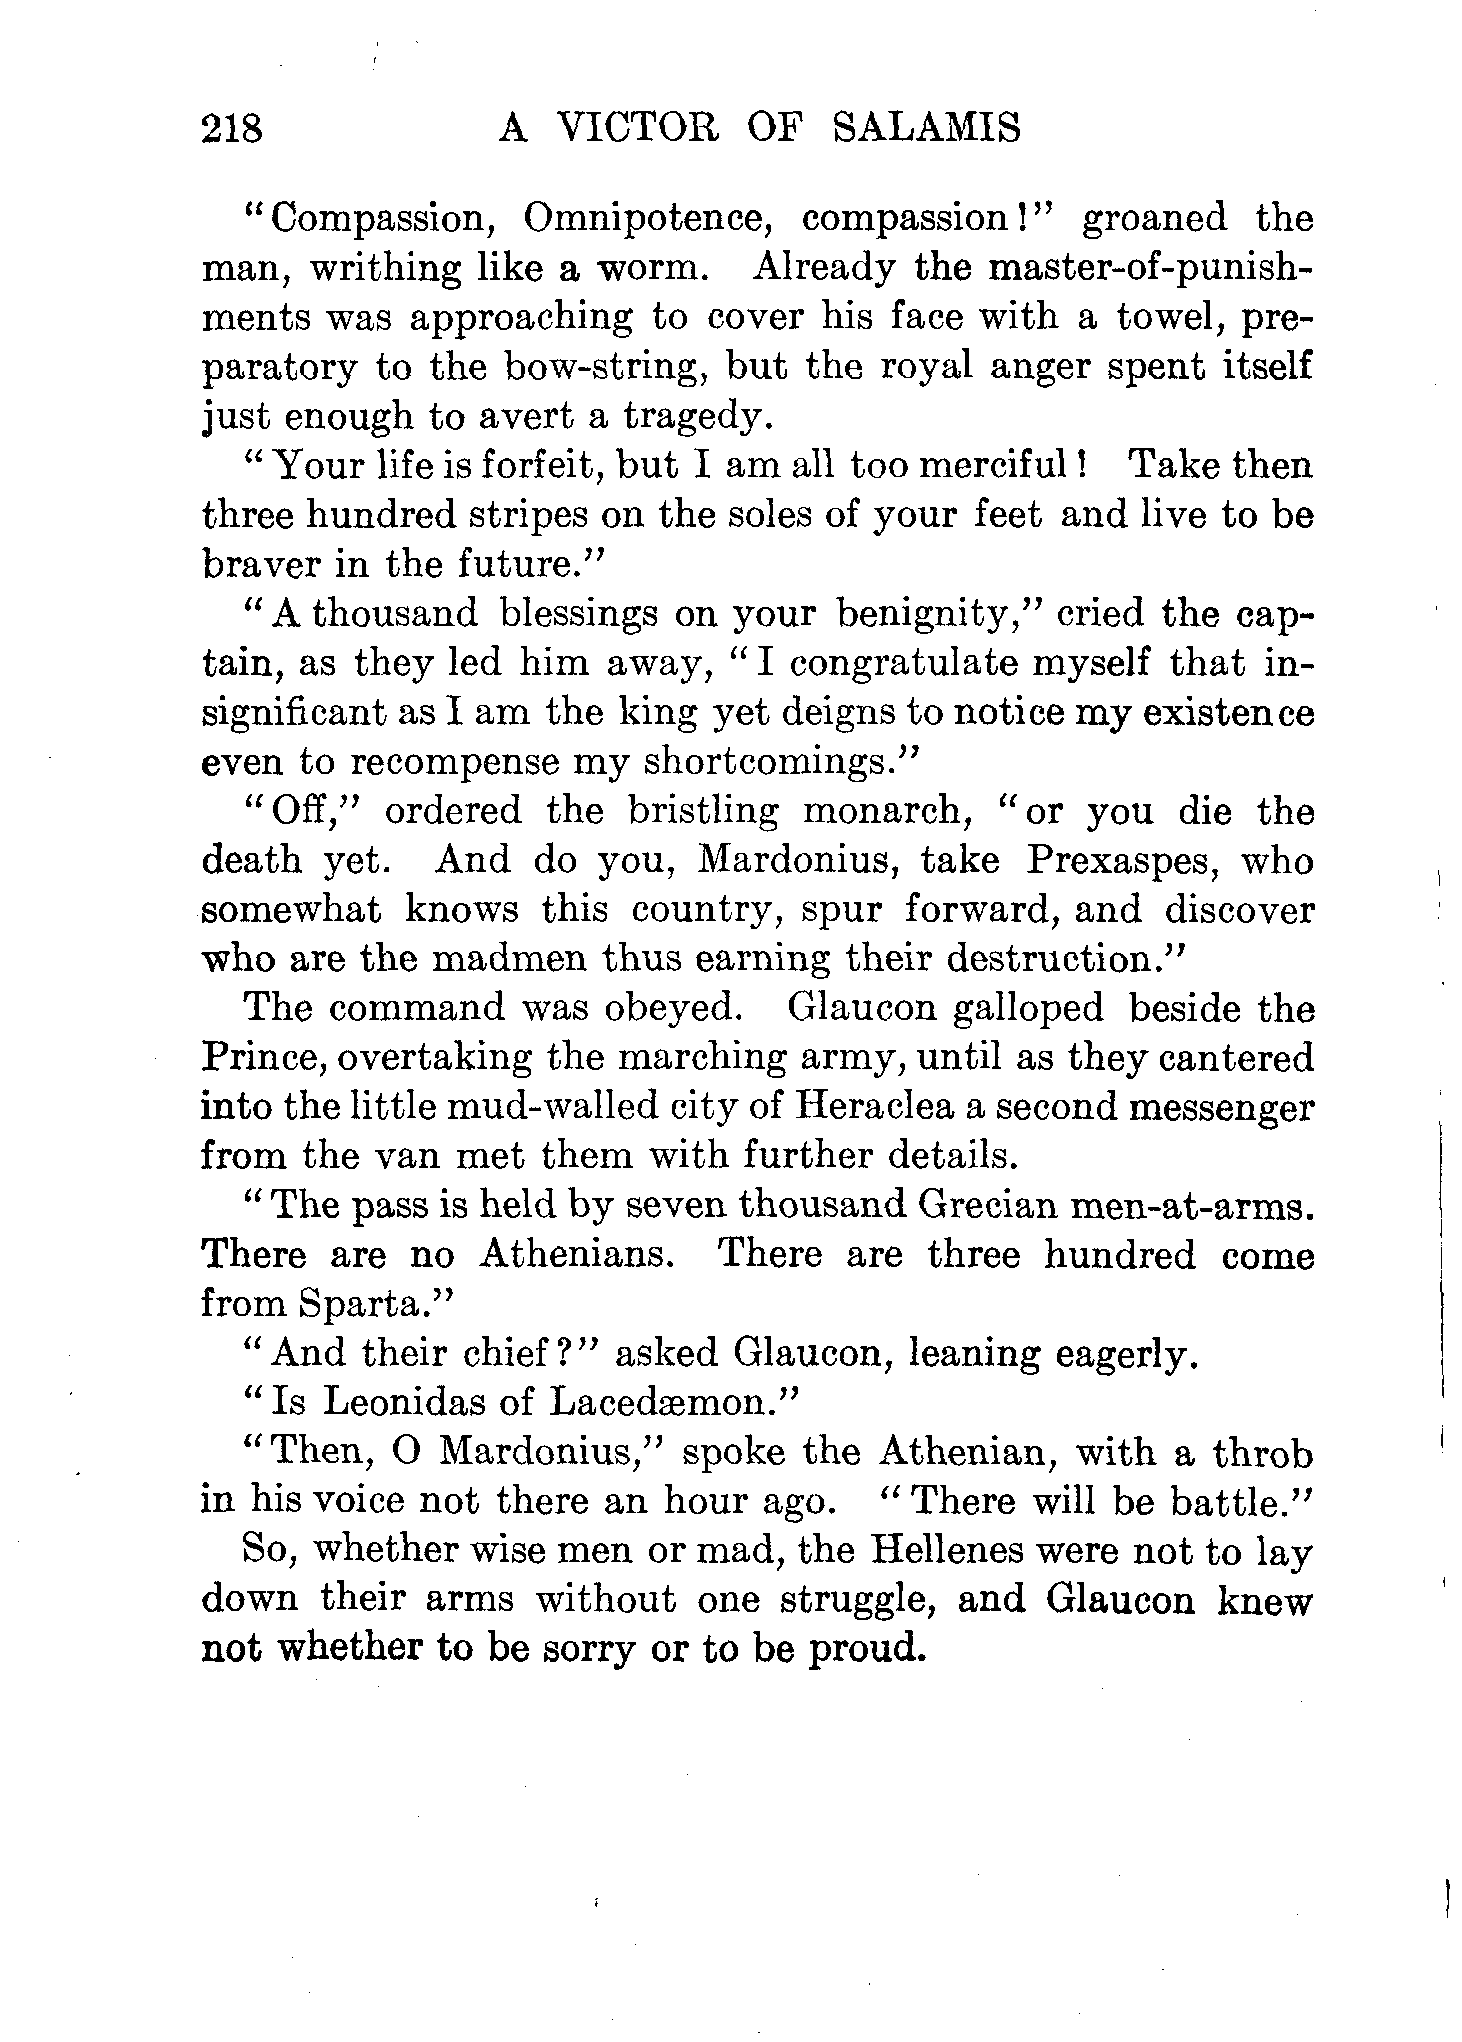 218 A VICTOR OF SALAMIS
"Compassion, Omnipotence, compassion!" groaned the
man, writhing like a worm. Already the master-of-punish-
ments was approaching to cover his face with a towel, pre-
paratory to the bow-string, but the royal anger spent itself
just enough to avert a tragedy.
"Your life is forfeit, but I am all too merciful! Take then
three hundred stripes on the soles of your feet and live to be
braver in the future."
"A thousand blessings on your benignity," cried the cap-
tain, as they led him away, "I congratulate myself that in-
significant as I am the king yet deigns to notice my existence
even to recompense my shortcomings."
"Off," ordered the bristling monarch, "or you die the
death yet. And do you, Mardonius, take Prexaspes, who
somewhat knows this country, spur forward, and discover
who are the madmen thus earning their destruction."
The command was obeyed. Glaucon galloped beside the
Prince, overtaking the marching army, until as they cantered
into the little mud-walled city of Heraclea a second messenger
from the van met them with further details.
"The pass is held by seven thousand Grecian men-at-arms.
There are no Athenians. There are three hundred come
from Sparta."
"And their chief?" asked Glaucon, leaning eagerly.
"Is Leonidas of Lacedæmon."
"Then, O Mardonius," spoke the Athenian, with a throb
in his voice not there an hour ago. "There will be battle."
So, whether wise men or mad, the Hellenes were not to lay
down their arms without one struggle, and Glaucon knew
not whether to be sorry or to be proud.